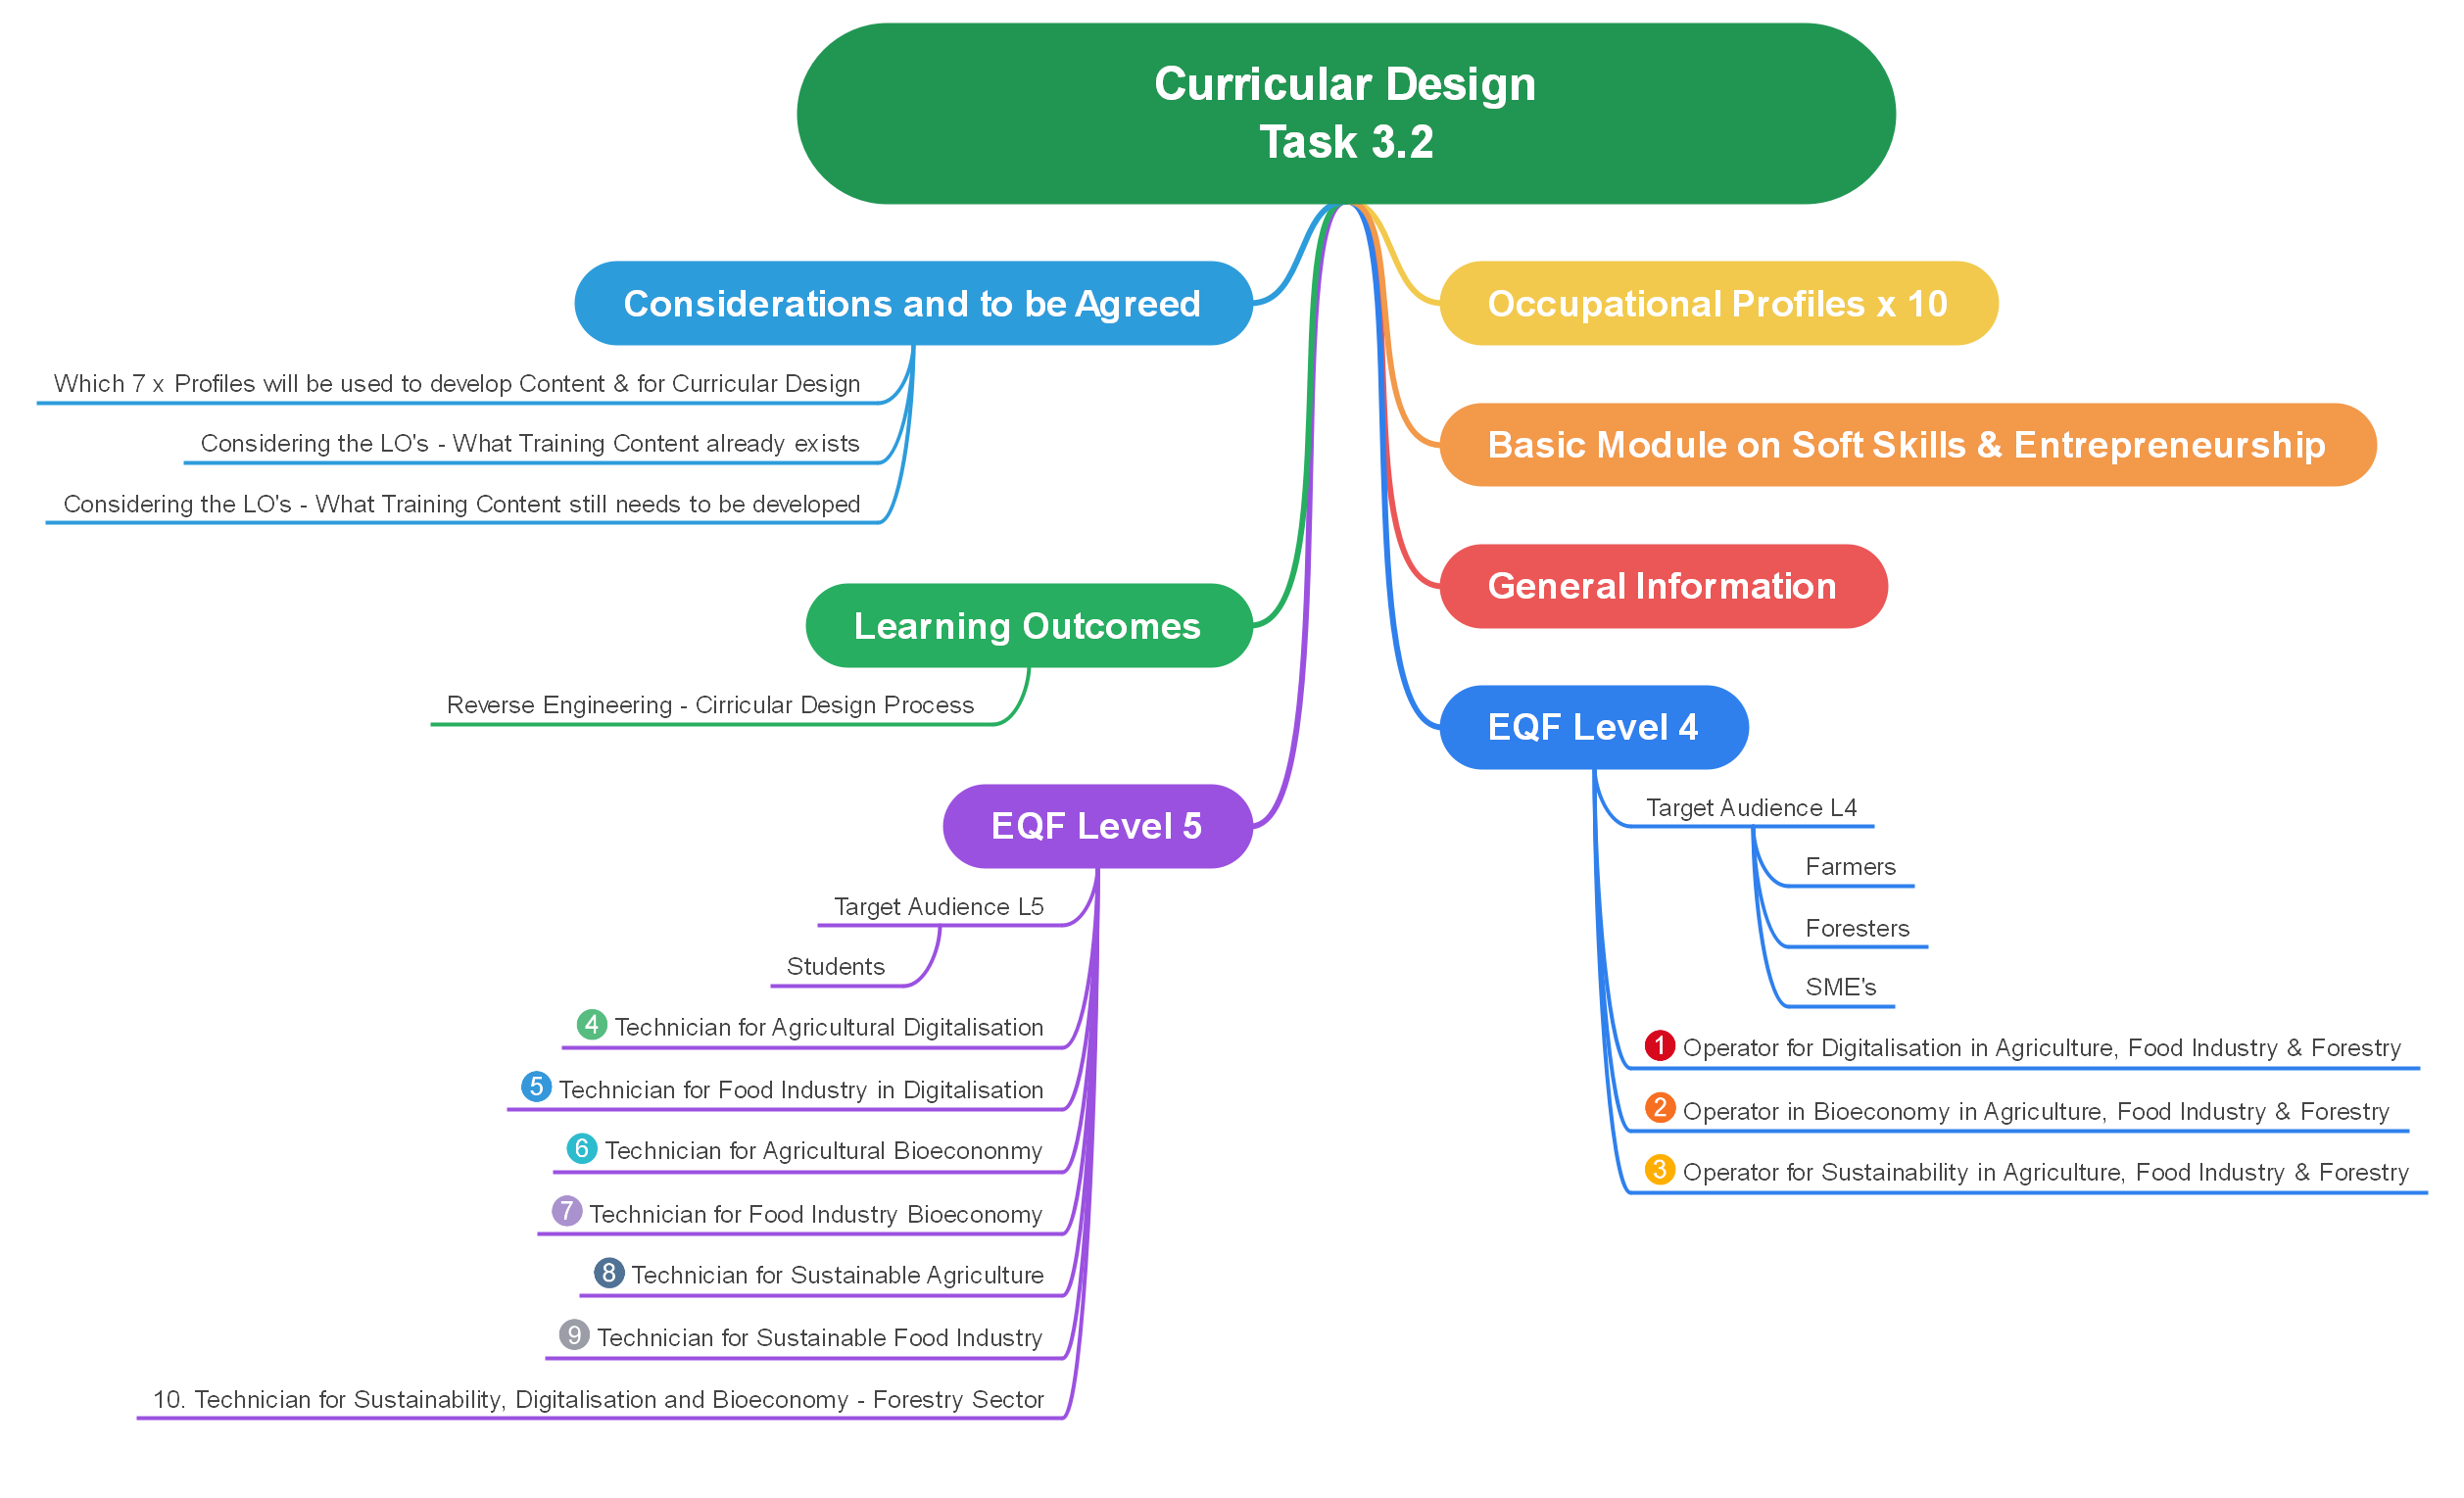 Curricular Design
Task 3.2
Considerations and to be Agreed
Which 7 x Profiles will be used to develop Content & for Curricular Design
Considering the LO's - What Training Content already exists
Considering the LO's - What Training Content still needs to be developed
Learning Outcomes
Reverse Engineering - Cirricular Design Process
EQF Level 5
Target Audience L5
Students
4 Technician for Agricultural Digitalisation
5 Technician for Food Industry in Digitalisation
6 Technician for Agricultural Bioecononmy
7 Technician for Food Industry Bioeconomy
8 Technician for Sustainable Agriculture
9 Technician for Sustainable Food Industry
10. Technician for Sustainability, Digitalisation and Bioeconomy - Forestry Sector
Occupational Profiles x 10
Basic Module on Soft Skills & Entrepreneurship
General Information
EQF Level 4
Target Audience L4
Farmers
Foresters
SME's
1 Operator for Digitalisation in Agriculture, Food Industry & Forestry
2 Operator in Bioeconomy in Agriculture, Food Industry & Forestry
3 Operator for Sustainability in Agriculture, Food Industry & Forestry